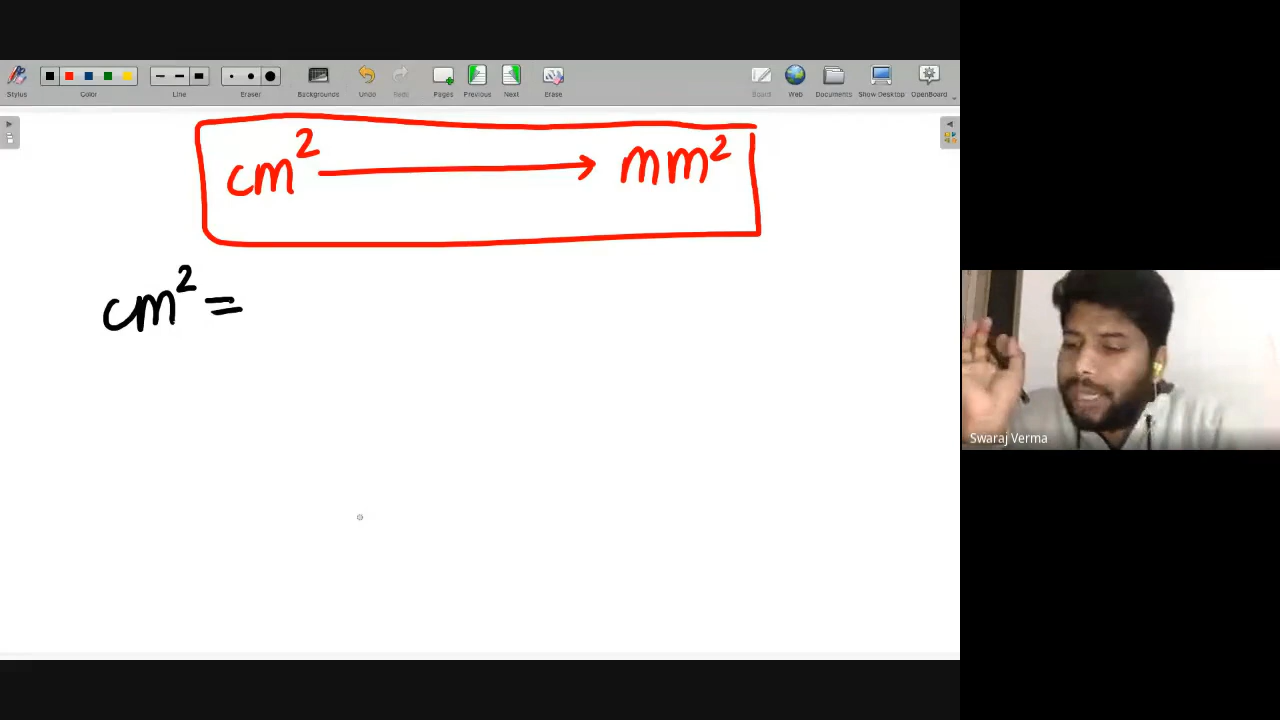 Stylus Color Line Eraser Backgrounds Undo Redo Pages Previous Next Erase Board Web Documents Show Desktop OpenBoard
cm² → mm²
cm² =
Swaraj Verma